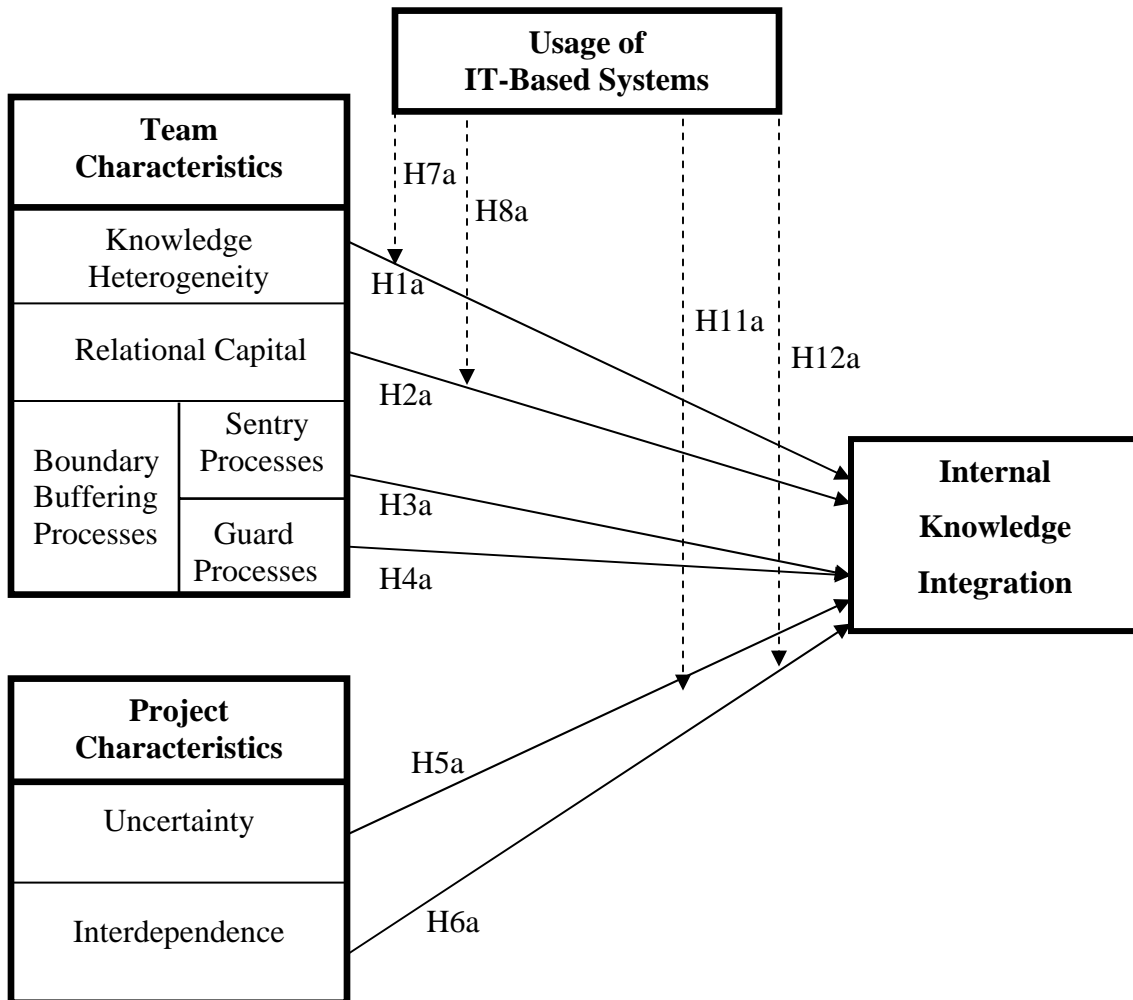 Usage of
IT-Based Systems
Team
Characteristics
Knowledge
Heterogeneity
Relational Capital
Boundary
Buffering
Processes
Sentry
Processes
Guard
Processes
H7a
H8a
H1a
H11a
H12a
H2a
H3a
H4a
Internal
Knowledge
Integration
Project
Characteristics
Uncertainty
Interdependence
H5a
H6a